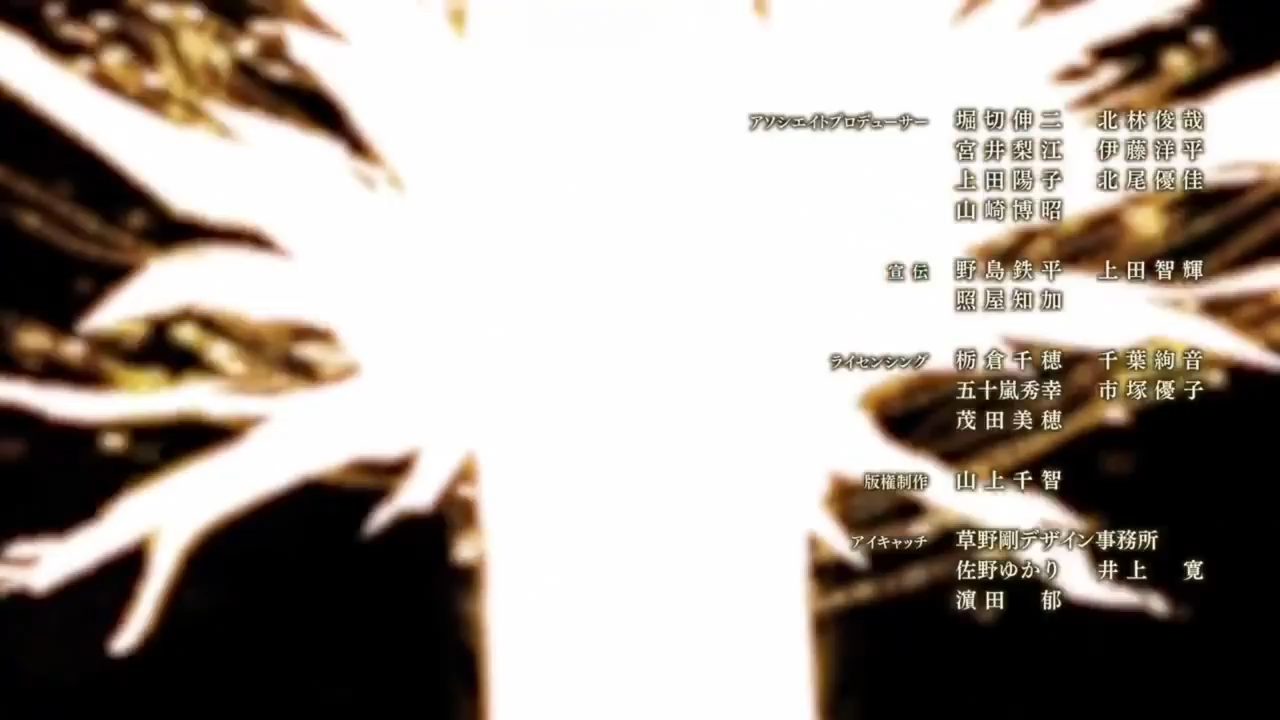 アソシエイトプロデューサー 堀切伸二 北林俊哉
宮井梨江 伊藤洋平
上田陽子 北尾優佳
山崎博昭
宣伝 野島鉄平 上田智輝
照屋知加
ライセンシング 栃倉千穂 千葉絢音
五十嵐秀幸 市塚優子
茂田美穂
版権制作 山上千智
アイキャッチ 草野剛デザイン事務所
佐野ゆかり 井上 寛
濵田 郁